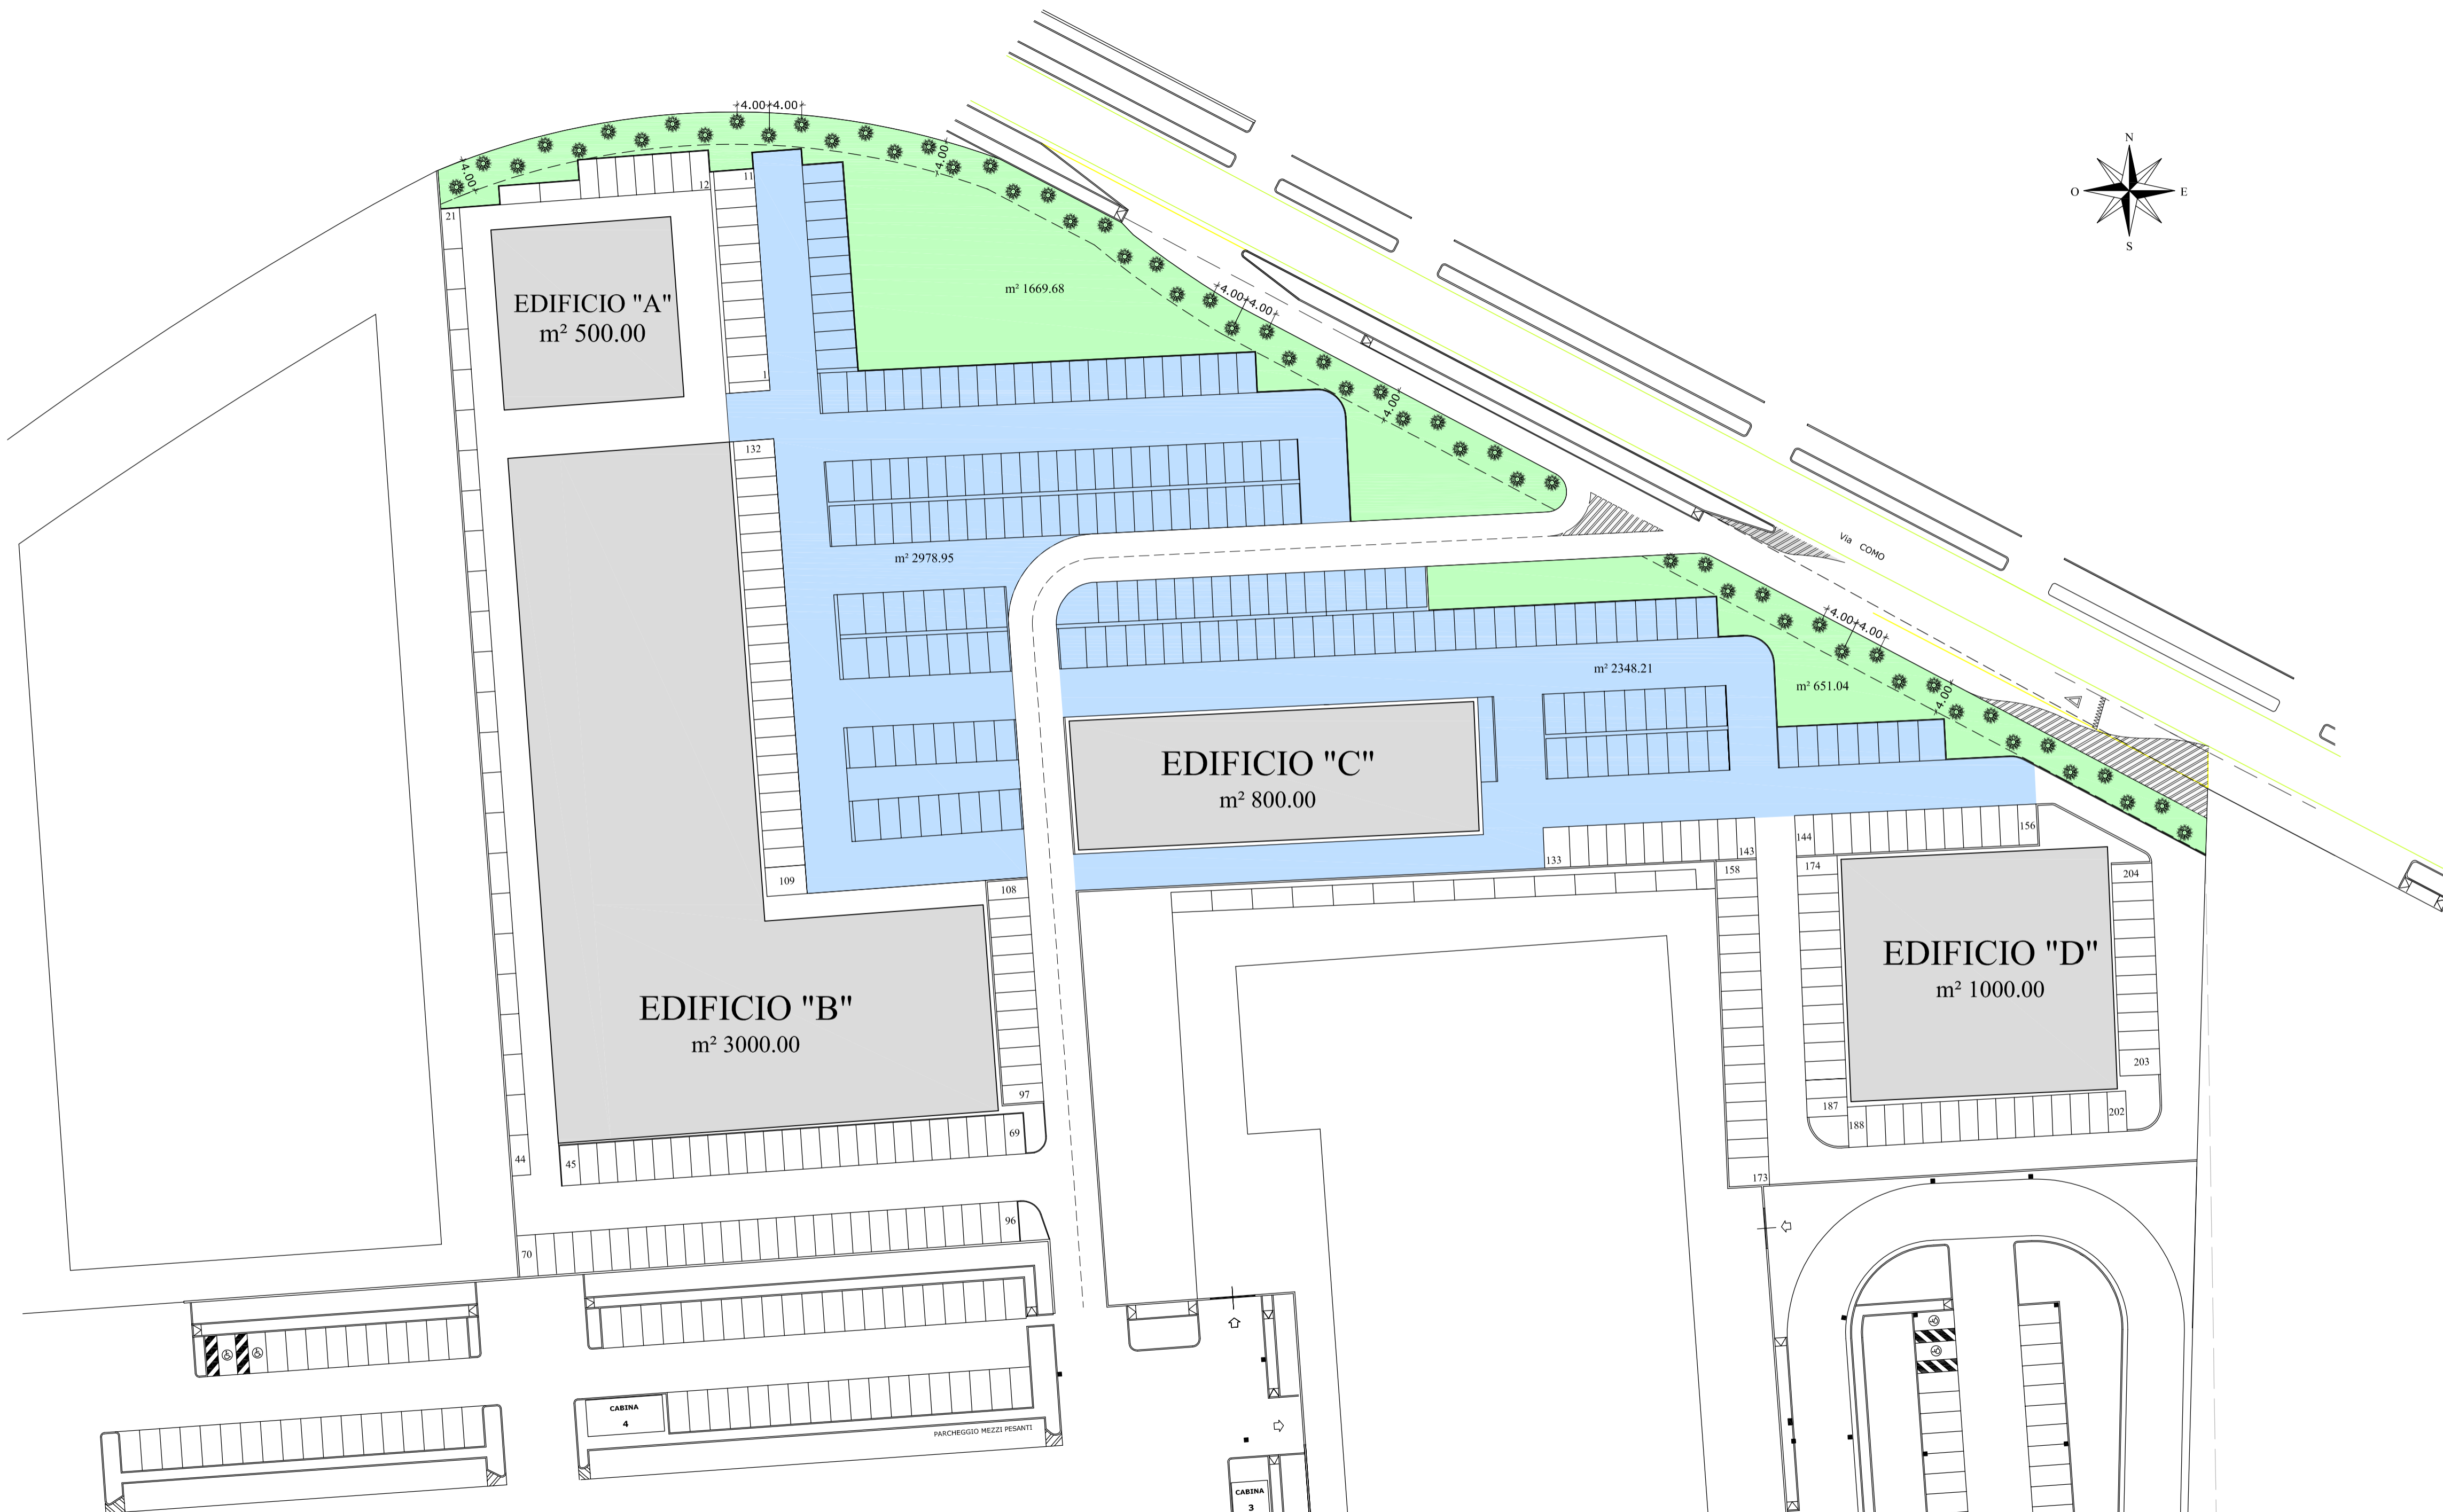 4.00 4.00
4.00
4.00
N
O E
S
21
12
11
EDIFICIO "A"
m² 500.00
m² 1669.68
4.00 4.00
1
4.00
132
m² 2978.95
Via COMO
4.00 4.00
m² 2348.21
m² 651.04
4.00
EDIFICIO "C"
m² 800.00
133
143
144
156
158
174
204
109
108
EDIFICIO "D"
m² 1000.00
EDIFICIO "B"
m² 3000.00
97
203
187
188
202
69
44
45
173
96
70
CABINA
4
PARCHEGGIO MEZZI PESANTI
CABINA
3